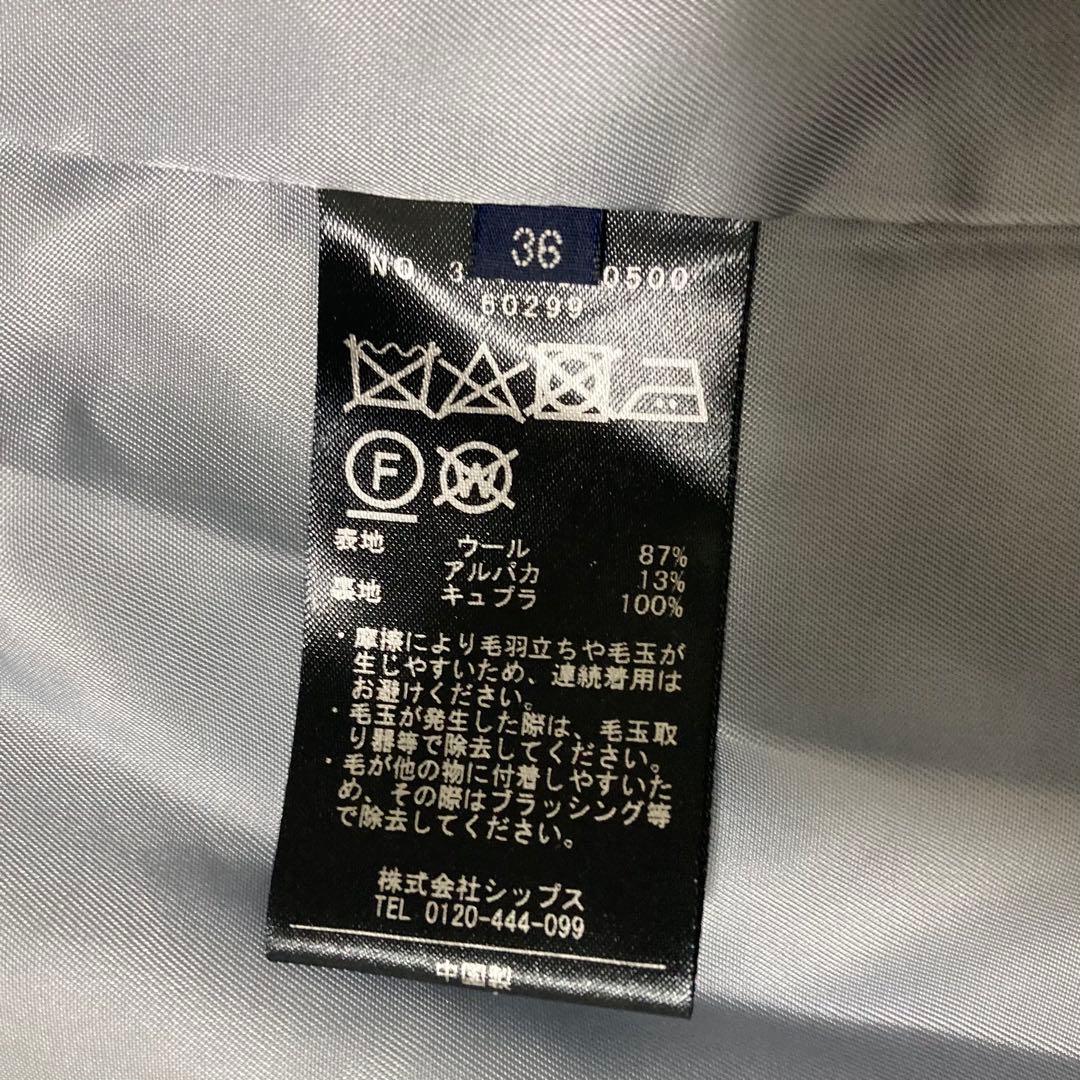 36
NO. 3 0500
60299
F
W
表地 ウール 87%
アルパカ 13%
裏地 キュプラ 100%
・摩擦により毛羽立ちや毛玉が
生じやすいため、連続着用は
お避けください。
・毛玉が発生した際は、毛玉取
り器等で除去してください。
・毛が他の物に付着しやすいた
め、その際はブラッシング等
で除去してください。
株式会社シップス
TEL 0120-444-099
中国製